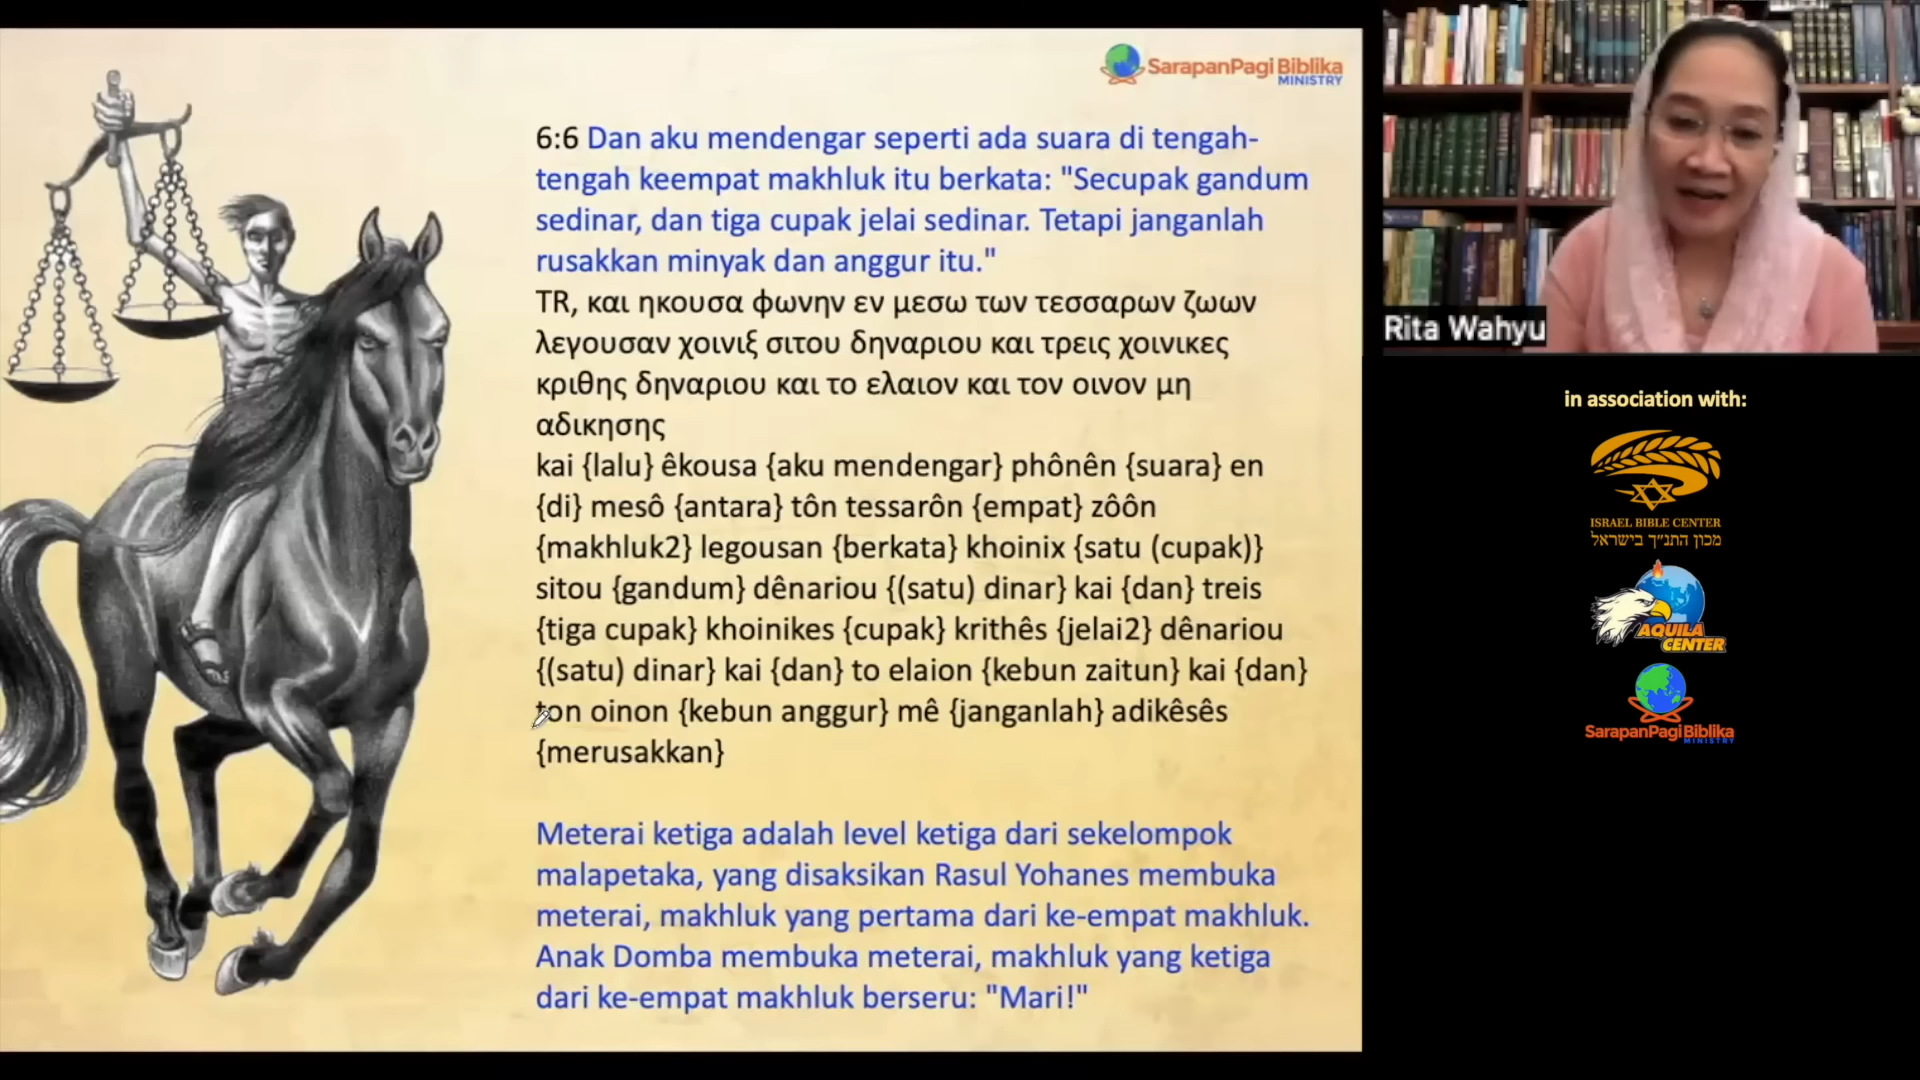 SarapanPagi Biblika
MINISTRY
6:6 Dan aku mendengar seperti ada suara di tengah-
tengah keempat makhluk itu berkata: "Secupak gandum
sedinar, dan tiga cupak jelai sedinar. Tetapi janganlah
rusakkan minyak dan anggur itu."
TR, και ηκουσα φωνην εν μεσω των τεσσαρων ζωων
λεγουσαν χοινιξ σιτου δηναριου και τρεις χοινικες
κριθης δηναριου και το ελαιον και τον οινον μη
αδικησης
kai {lalu} êkousa {aku mendengar} phônên {suara} en
{di} mesô {antara} tôn tessarôn {empat} zôôn
{makhluk2} legousan {berkata} khoinix {satu (cupak)}
sitou {gandum} dênariou {(satu) dinar} kai {dan} treis
{tiga cupak} khoinikes {cupak} krithês {jelai2} dênariou
{(satu) dinar} kai {dan} to elaion {kebun zaitun} kai {dan}
ton oinon {kebun anggur} mê {janganlah} adikêsês
{merusakkan}
Meterai ketiga adalah level ketiga dari sekelompok
malapetaka, yang disaksikan Rasul Yohanes membuka
meterai, makhluk yang pertama dari ke-empat makhluk.
Anak Domba membuka meterai, makhluk yang ketiga
dari ke-empat makhluk berseru: "Mari!"
Rita Wahyu
in association with:
ISRAEL BIBLE CENTER
מכון התנ״ך בישראל
AQUILA
CENTER
SarapanPagi Biblika
MINISTRY